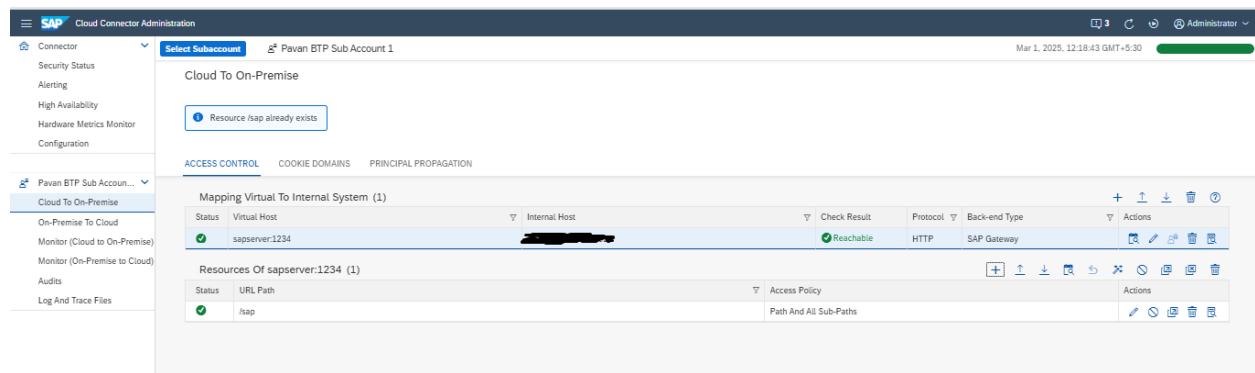 SAP Cloud Connector Administration 3 Administrator
Connector
Security Status
Alerting
High Availability
Hardware Metrics Monitor
Configuration
Pavan BTP Sub Accoun...
Cloud To On-Premise
On-Premise To Cloud
Monitor (Cloud to On-Premise)
Monitor (On-Premise to Cloud)
Audits
Log And Trace Files
Select Subaccount Pavan BTP Sub Account 1 Mar 1, 2025, 12:18:43 GMT+5:30
Cloud To On-Premise
Resource /sap already exists
ACCESS CONTROL COOKIE DOMAINS PRINCIPAL PROPAGATION
Mapping Virtual To Internal System (1)
Status Virtual Host Internal Host Check Result Protocol Back-end Type Actions
sapserver:1234 Reachable HTTP SAP Gateway
Resources Of sapserver:1234 (1)
Status URL Path Access Policy Actions
/sap Path And All Sub-Paths